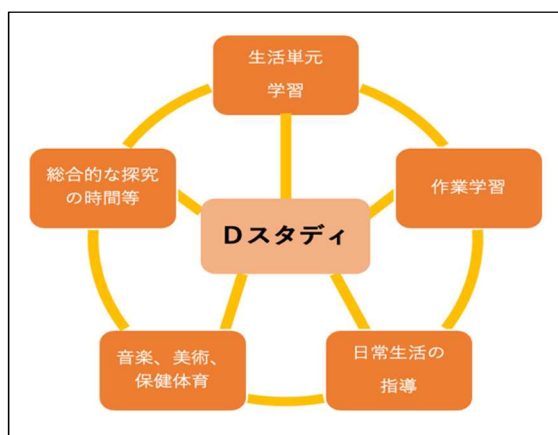 生活単元
学習
総合的な探究
の時間等
作業学習
Dスタディ
音楽、美術、
保健体育
日常生活の
指導